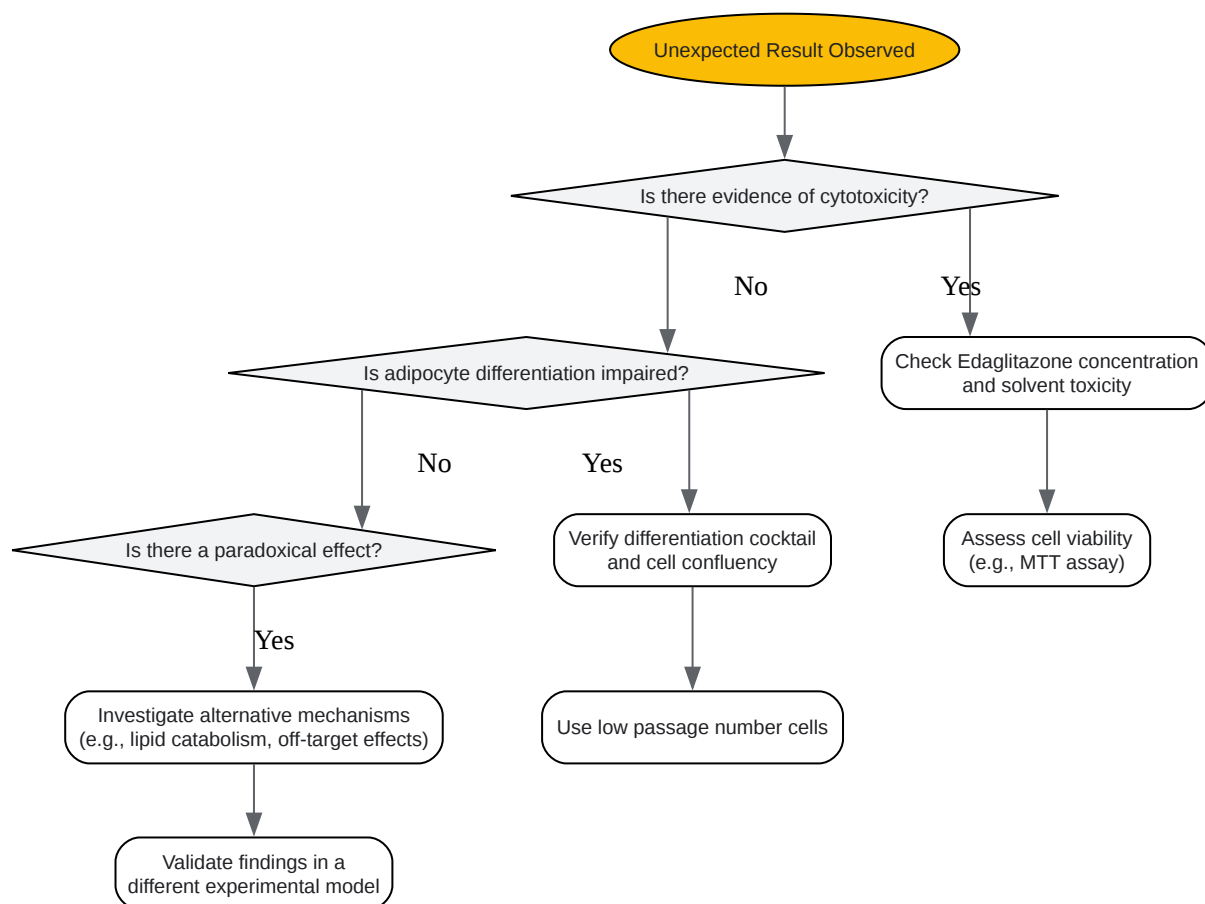 Unexpected Result Observed
Is there evidence of cytotoxicity?
No
Yes
Is adipocyte differentiation impaired?
Check Edaglitazone concentration
and solvent toxicity
No
Yes
Is there a paradoxical effect?
Verify differentiation cocktail
and cell confluency
Assess cell viability
(e.g., MTT assay)
Yes
Investigate alternative mechanisms
(e.g., lipid catabolism, off-target effects)
Use low passage number cells
Validate findings in a
different experimental model